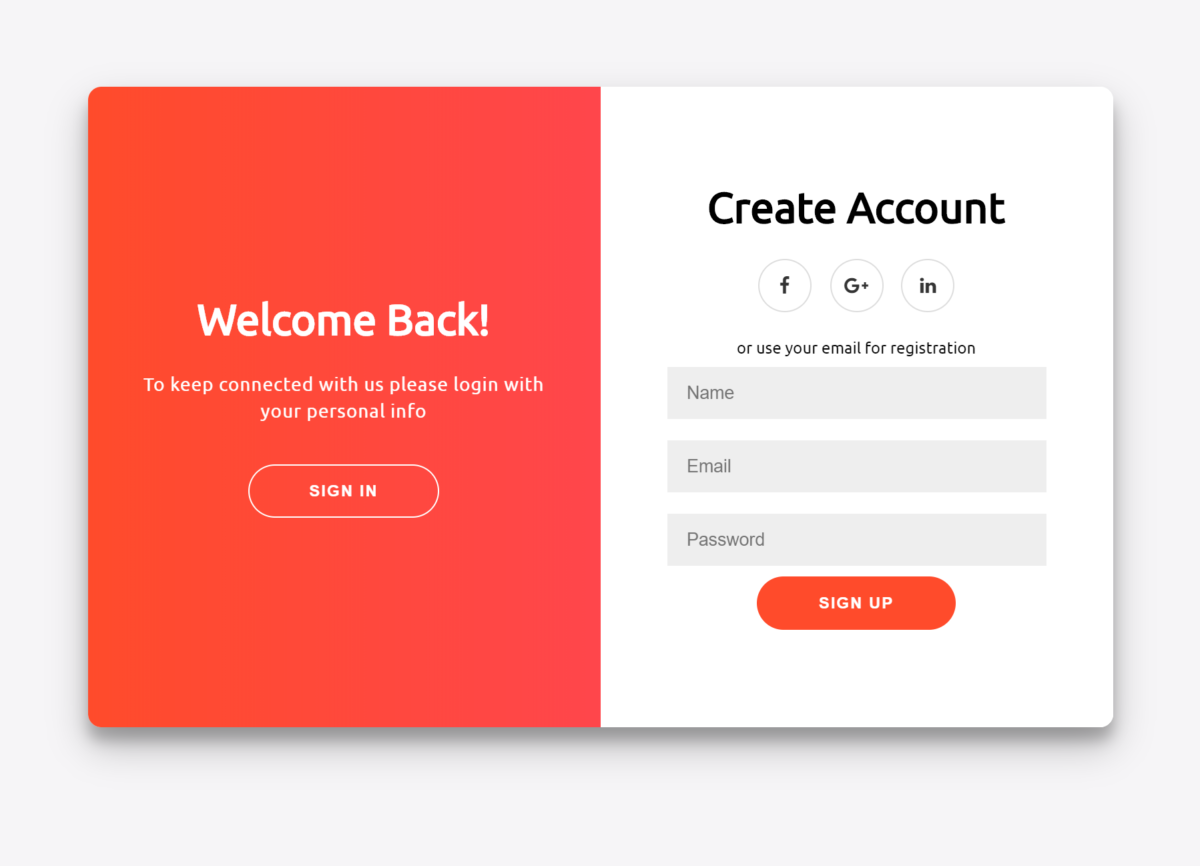 Welcome Back!
To keep connected with us please login with
your personal info
SIGN IN
Create Account
f
G+
in
or use your email for registration
Name
Email
Password
SIGN UP